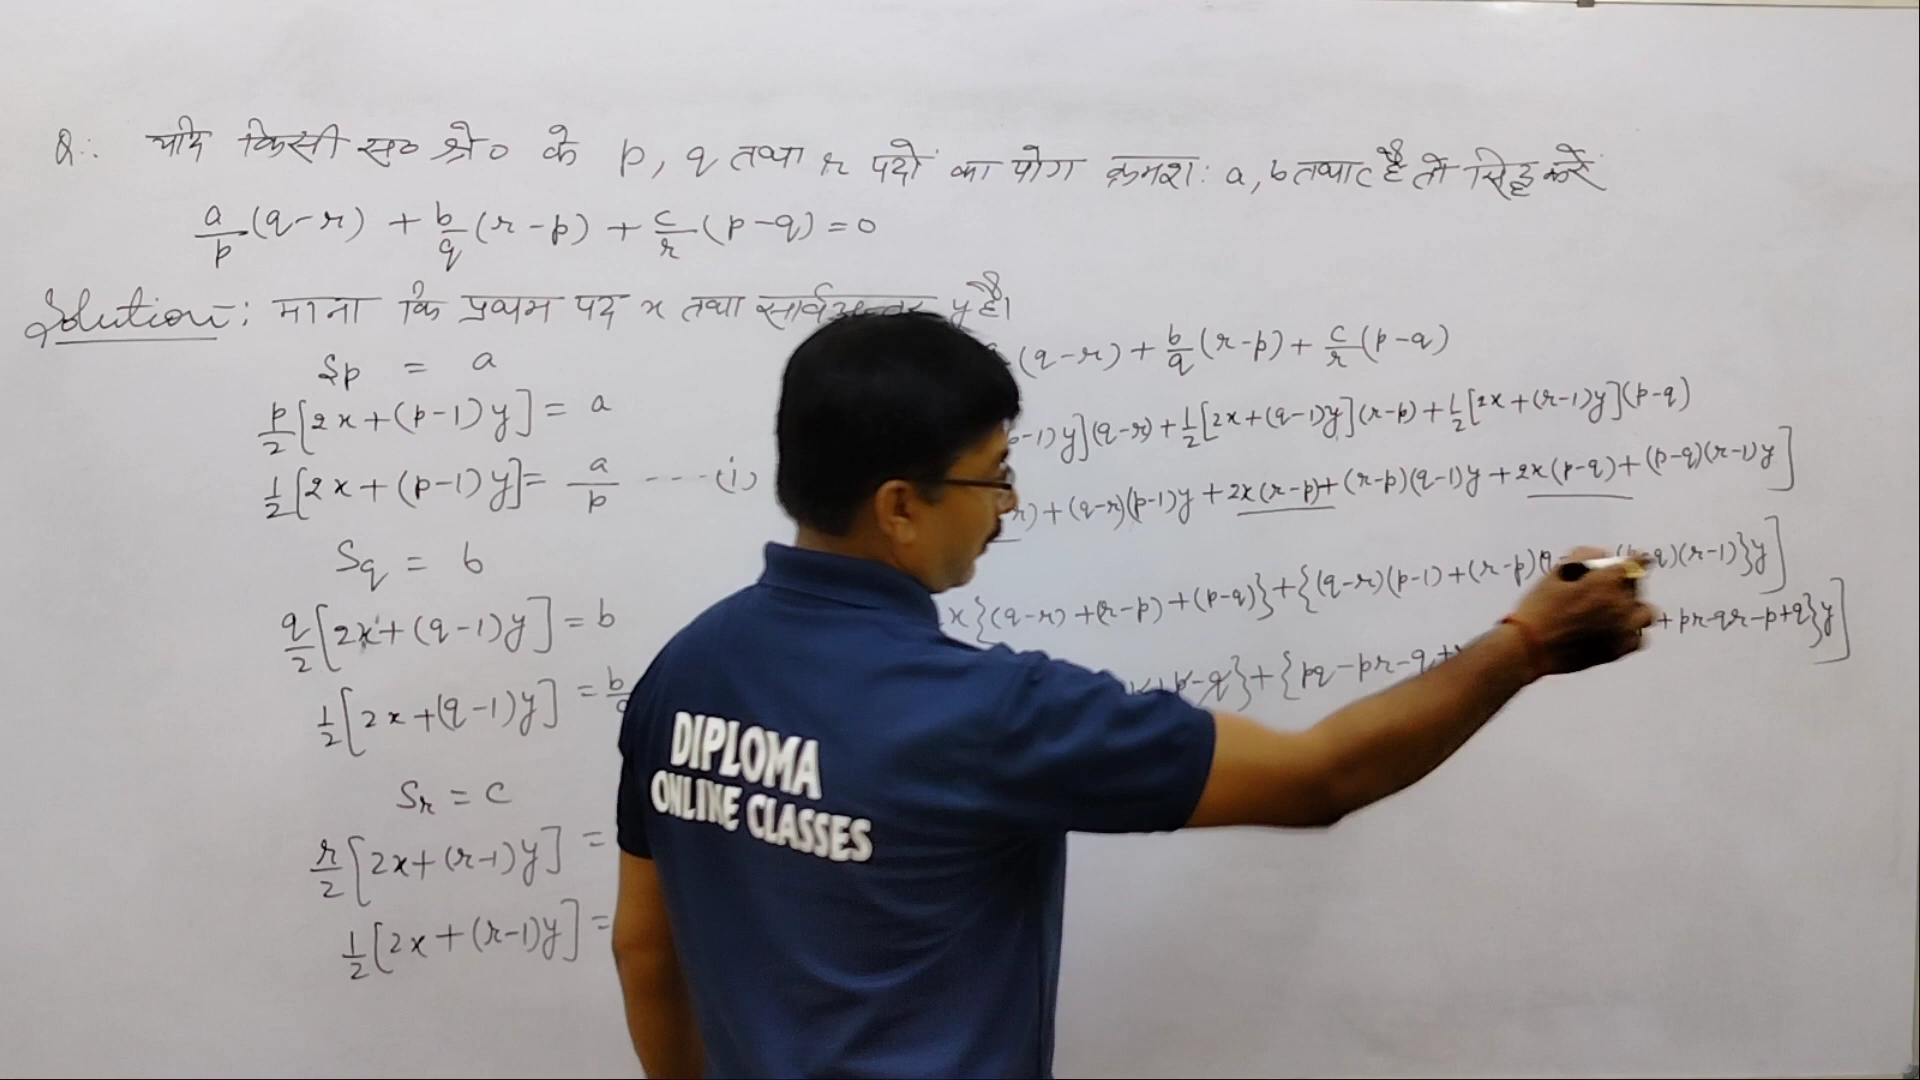 Q:. यदि किसी स० श्रे० के p, q तथा r पदों का योग क्रमशः a, b तथा c है तो सिद्ध करें
a/p (q-r) + b/q (r-p) + c/r (p-q) = 0
Solution:- माना कि प्रथम पद x तथा सार्वअन्तर y है।
Sp = a
p/2 [2x+(p-1)y] = a
1/2 [2x+(p-1)y] = a/p ----(i)
Sq = b
q/2 [2x+(q-1)y] = b
1/2 [2x+(q-1)y] = b/
Sr = c
r/2 [2x+(r-1)y] =
1/2 [2x+(r-1)y] =
(q-r) + b/q (r-p) + c/r (p-q)
-1)y](q-r) + 1/2 [2x+(q-1)y](r-p) + 1/2 [2x+(r-1)y](p-q)
r) + (q-r)(p-1)y + 2x(r-p) + (r-p)(q-1)y + 2x(p-q) + (p-q)(r-1)y]
x{(q-r) + (r-p) + (p-q)} + {(q-r)(p-1) + (r-p)(q- q)(r-1)}y]
+p-q} + {pq-pr-q+ +pr-qr-p+q}y]
DIPLOMA
ONLINE CLASSES